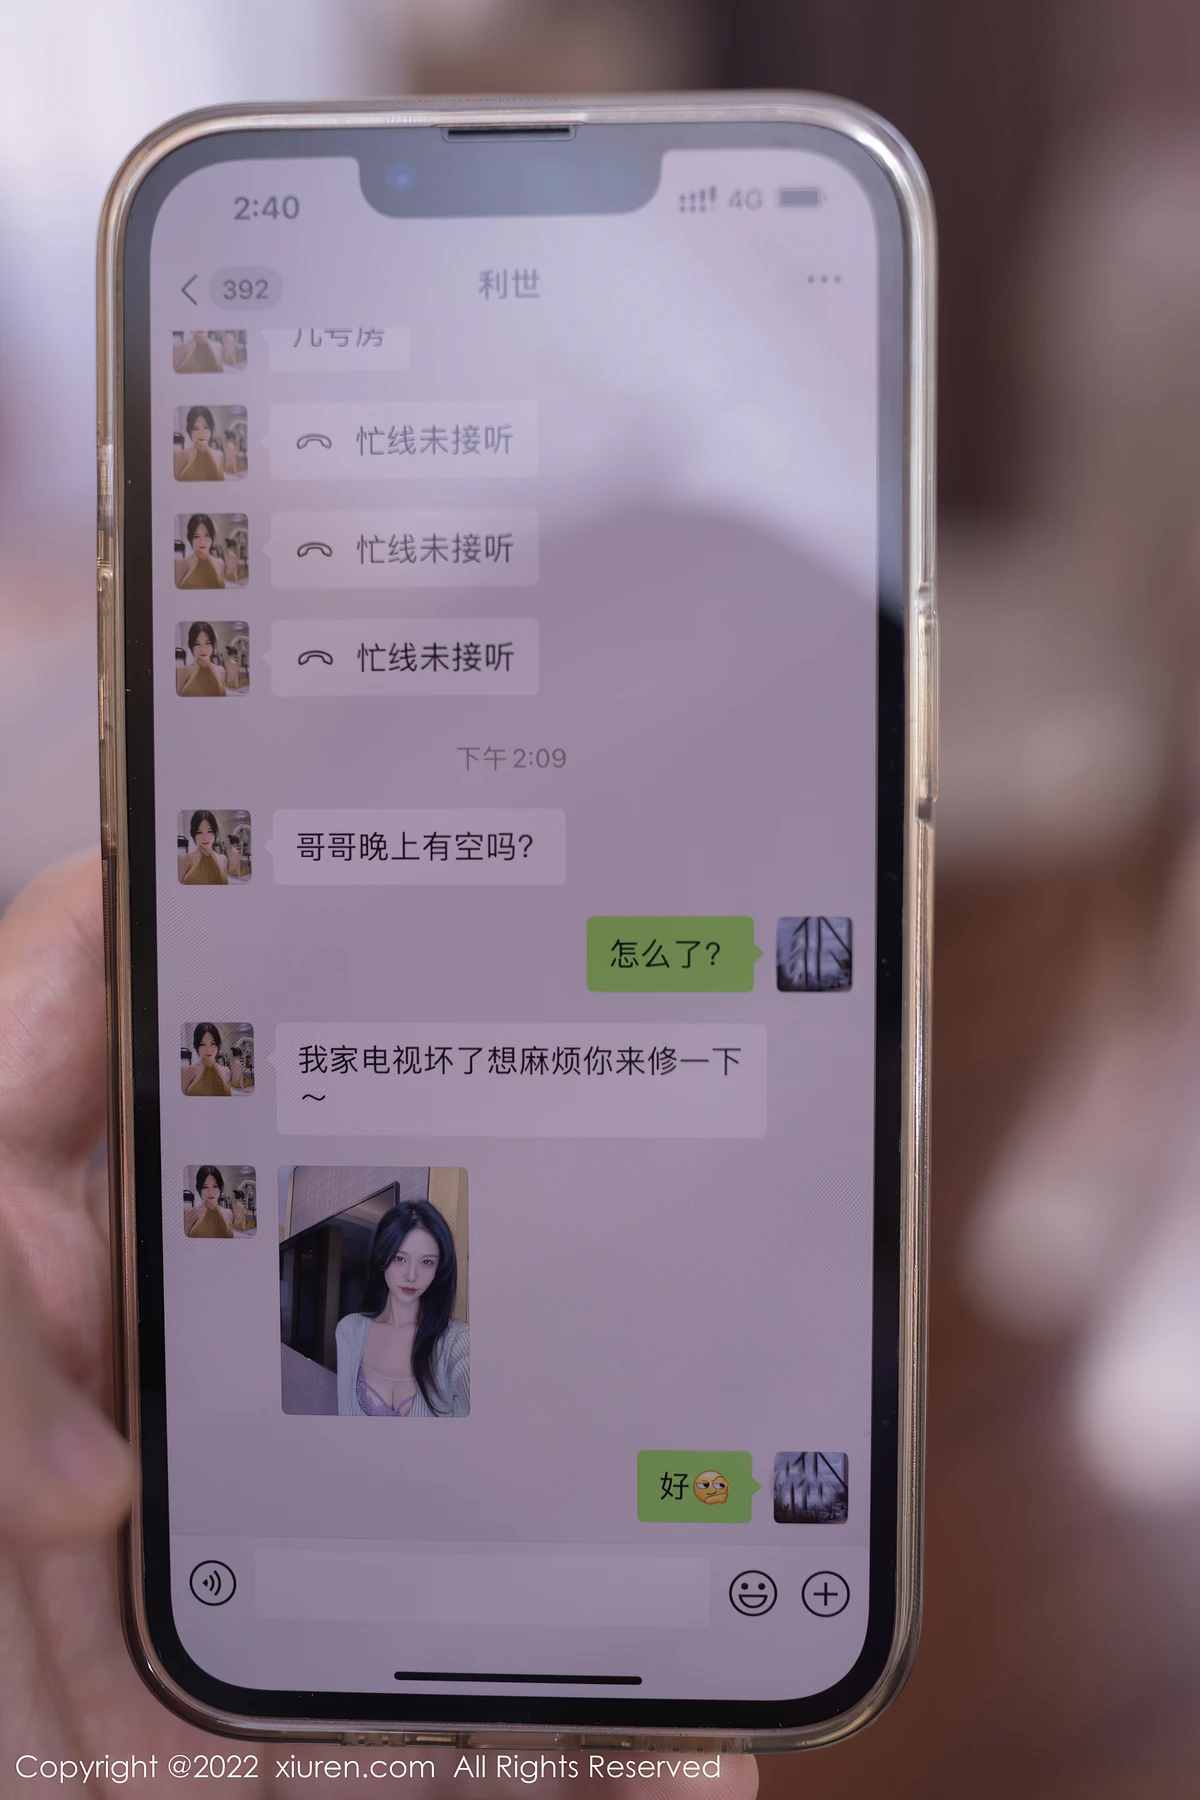 2:40
4G
392
利世
几号房
忙线未接听
忙线未接听
忙线未接听
下午 2:09
哥哥晚上有空吗?
怎么了?
我家电视坏了想麻烦你来修一下
~
好
Copyright @2022 xiuren.com All Rights Reserved